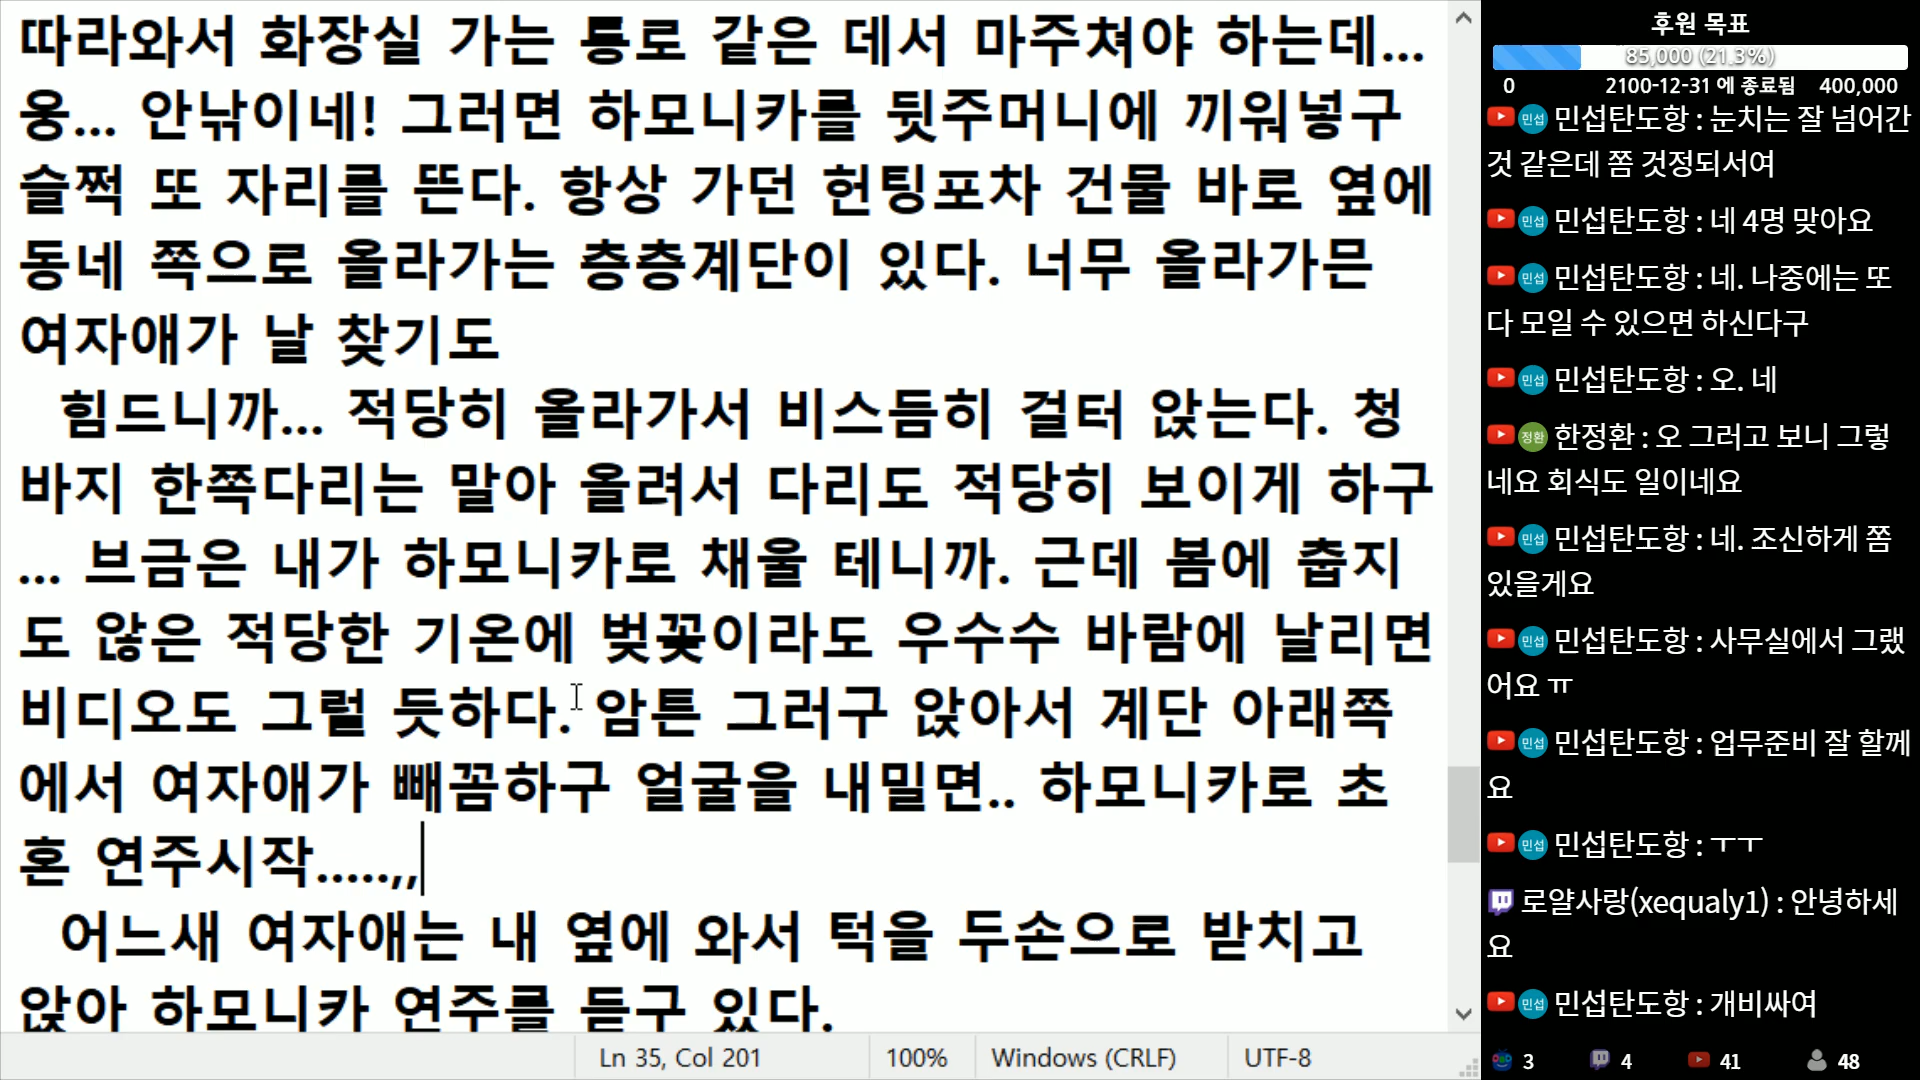 따라와서 화장실 가는 통로 같은 데서 마주쳐야 하는데...
옹... 안낚이네! 그러면 하모니카를 뒷주머니에 끼워넣구
슬쩍 또 자리를 뜬다. 항상 가던 헌팅포차 건물 바로 옆에
동네 쪽으로 올라가는 층층계단이 있다. 너무 올라가믄
여자애가 날 찾기도
힘드니까... 적당히 올라가서 비스듬히 걸터 앉는다. 청
바지 한쪽다리는 말아 올려서 다리도 적당히 보이게 하구
... 브금은 내가 하모니카로 채울 테니까. 근데 봄에 춥지
도 않은 적당한 기온에 벚꽃이라도 우수수 바람에 날리면
비디오도 그럴 듯하다. 암튼 그러구 앉아서 계단 아래쪽
에서 여자애가 빼꼼하구 얼굴을 내밀면.. 하모니카로 초
혼 연주시작.....,,
어느새 여자애는 내 옆에 와서 턱을 두손으로 받치고
앉아 하모니카 연주를 듣구 있다.
Ln 35, Col 201
100%
Windows (CRLF)
UTF-8
후원 목표
85,000 (21.3%)
0 2100-12-31 에 종료됨 400,000
민섭 민섭탄도항 : 눈치는 잘 넘어간
것 같은데 쫌 것정되서여
민섭 민섭탄도항 : 네 4명 맞아요
민섭 민섭탄도항 : 네. 나중에는 또
다 모일 수 있으면 하신다구
민섭 민섭탄도항 : 오. 네
정환 한정환 : 오 그러고 보니 그렇
네요 회식도 일이네요
민섭 민섭탄도항 : 네. 조신하게 쫌
있을게요
민섭 민섭탄도항 : 사무실에서 그랬
어요 ㅠ
민섭 민섭탄도항 : 업무준비 잘 할께
요
민섭 민섭탄도항 : ㅜㅜ
로얄사랑(xequaly1) : 안녕하세
요
민섭 민섭탄도항 : 개비싸여
3 4 41 48